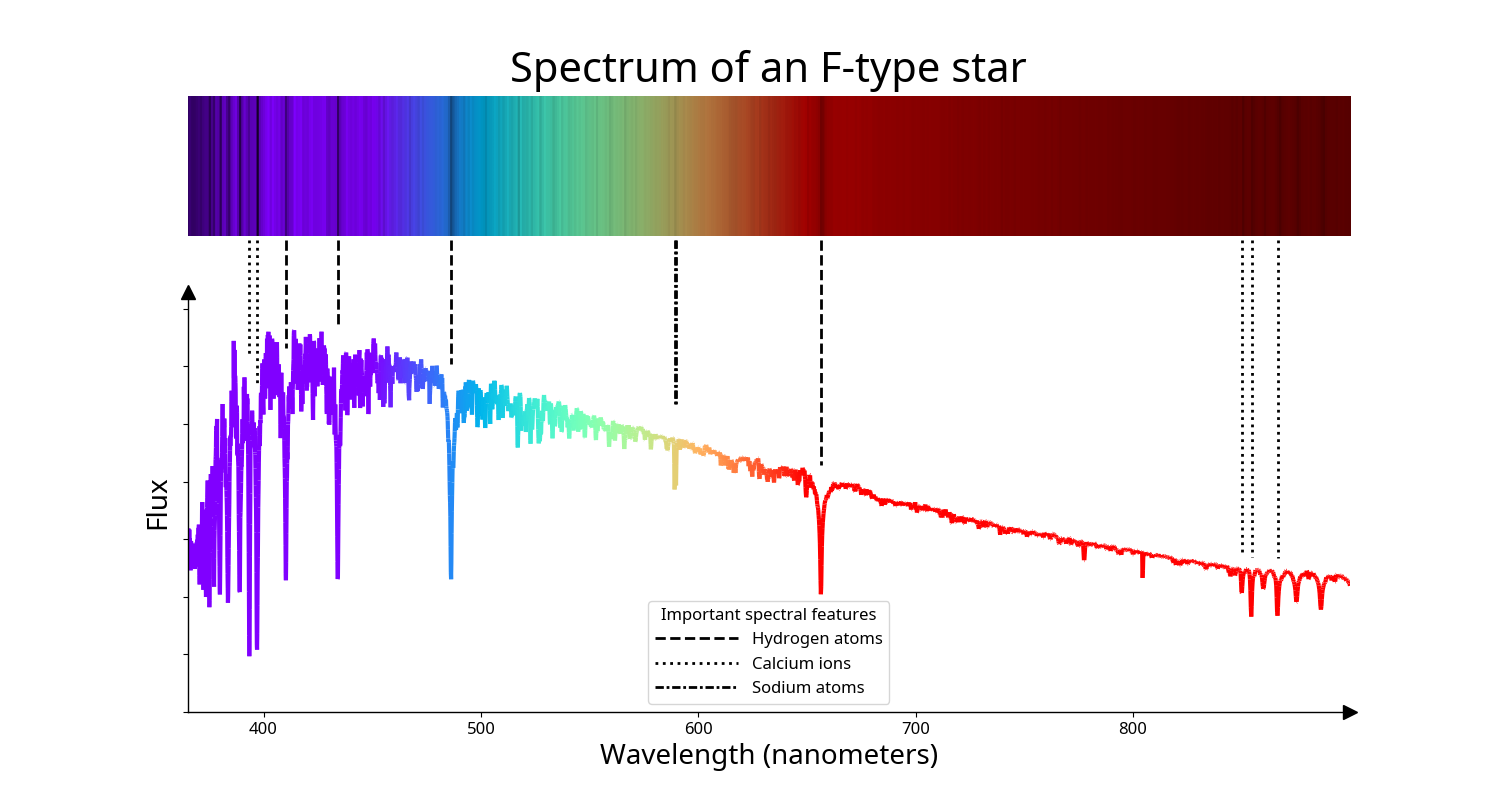 Spectrum of an F-type star
Flux
Important spectral features
Hydrogen atoms
Calcium ions
Sodium atoms
400 500 600 700 800
Wavelength (nanometers)